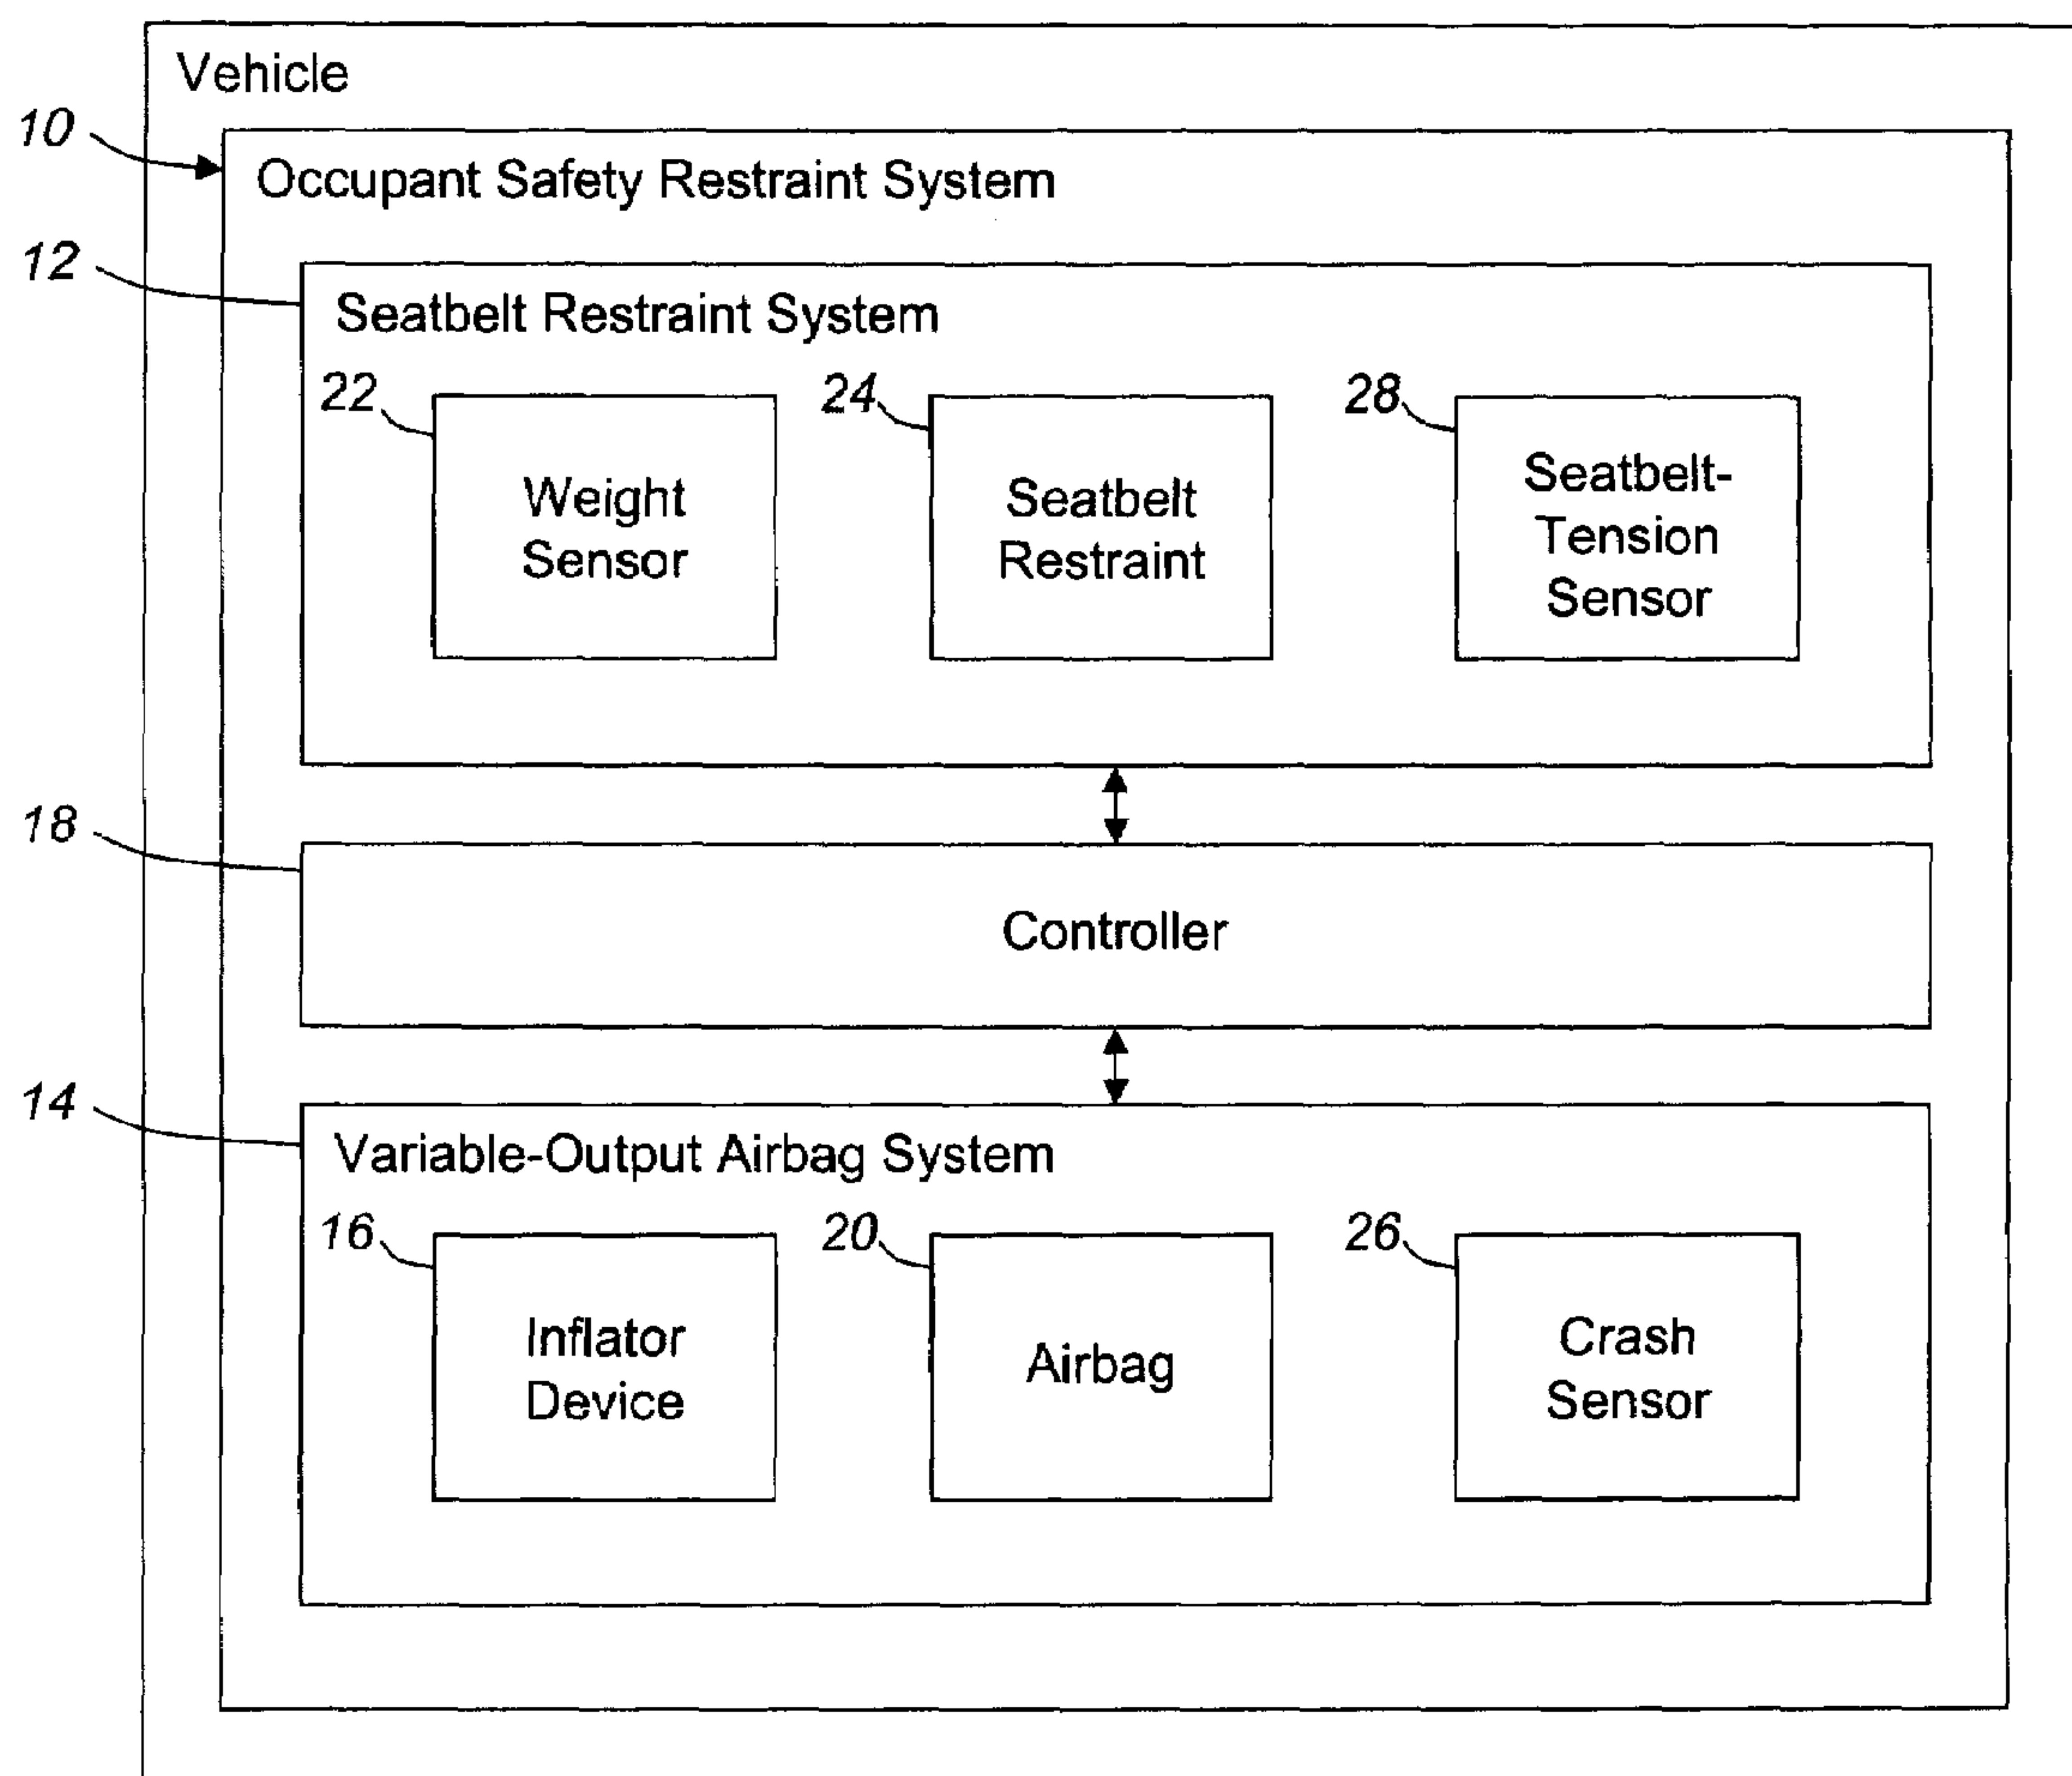 Vehicle
10
Occupant Safety Restraint System
12
Seatbelt Restraint System
22
24
28
Weight
Sensor
Seatbelt
Restraint
Seatbelt-
Tension
Sensor
18
Controller
14
Variable-Output Airbag System
16
20
26
Inflator
Device
Airbag
Crash
Sensor